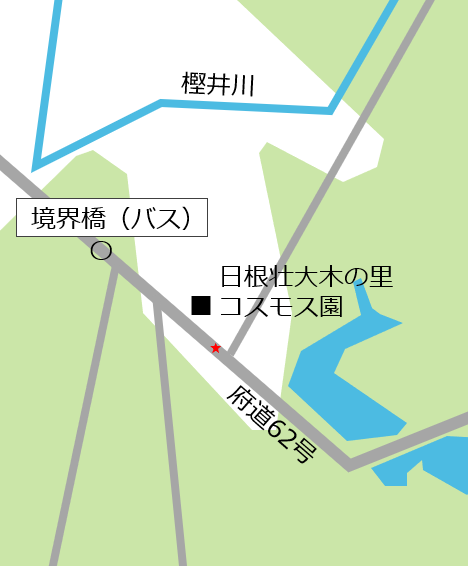 樫井川
境界橋（バス）
日根壮大木の里
コスモス園
府道62号